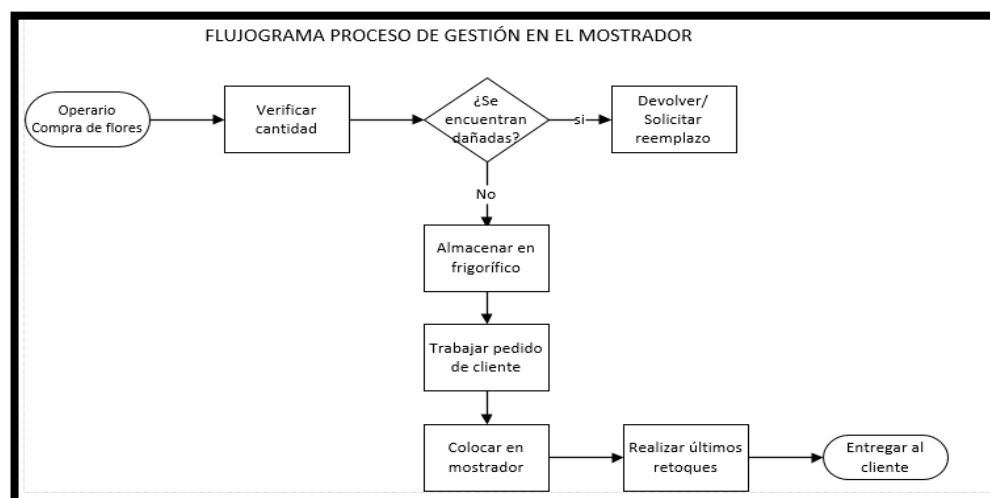 FLUJOGRAMA PROCESO DE GESTIÓN EN EL MOSTRADOR
Operario
Compra de flores
Verificar
cantidad
¿Se
encuentran
dañadas?
si
Devolver/
Solicitar
reemplazo
No
Almacenar en
frigorífico
Trabajar pedido
de cliente
Colocar en
mostrador
Realizar últimos
retoques
Entregar al
cliente